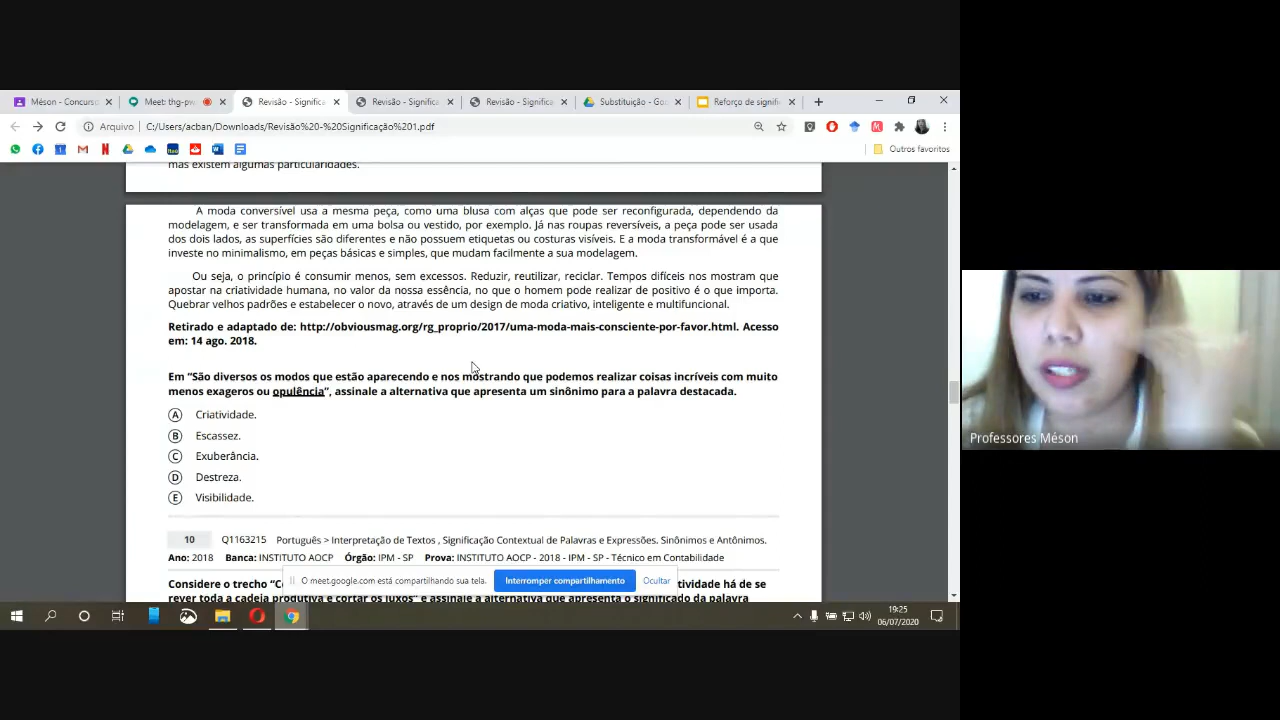 Méson - Concurso
Meet: thg-pw
Revisão - Significa
Revisão - Significa
Revisão - Significa
Substituição - Go
Reforço de signifi
Arquivo
C:/Users/acban/Downloads/Revisão%20-%20Significação%201.pdf
Outros favoritos
mas existem algumas particularidades.
A moda conversível usa a mesma peça, como uma blusa com alças que pode ser reconfigurada, dependendo da
modelagem, e ser transformada em uma bolsa ou vestido, por exemplo. Já nas roupas reversíveis, a peça pode ser usada
dos dois lados, as superfícies são diferentes e não possuem etiquetas ou costuras visíveis. E a moda transformável é a que
investe no minimalismo, em peças básicas e simples, que mudam facilmente a sua modelagem.
Ou seja, o princípio é consumir menos, sem excessos. Reduzir, reutilizar, reciclar. Tempos difíceis nos mostram que
apostar na criatividade humana, no valor da nossa essência, no que o homem pode realizar de positivo é o que importa.
Quebrar velhos padrões e estabelecer o novo, através de um design de moda criativo, inteligente e multifuncional.
Retirado e adaptado de: http://obviousmag.org/rg_proprio/2017/uma-moda-mais-consciente-por-favor.html. Acesso
em: 14 ago. 2018.
Em “São diversos os modos que estão aparecendo e nos mostrando que podemos realizar coisas incríveis com muito
menos exageros ou opulência”, assinale a alternativa que apresenta um sinônimo para a palavra destacada.
A Criatividade.
B Escassez.
C Exuberância.
D Destreza.
E Visibilidade.
10 Q1163215 Português > Interpretação de Textos , Significação Contextual de Palavras e Expressões. Sinônimos e Antônimos.
Ano: 2018 Banca: INSTITUTO AOCP Órgão: IPM - SP Prova: INSTITUTO AOCP - 2018 - IPM - SP - Técnico em Contabilidade
O meet.google.com está compartilhando sua tela.
Interromper compartilhamento
Ocultar
Considere o trecho “C tividade há de se
rever toda a cadeia produtiva e cortar os luxos” e assinale a alternativa que apresenta o significado da palavra
19:25
06/07/2020
Professores Méson